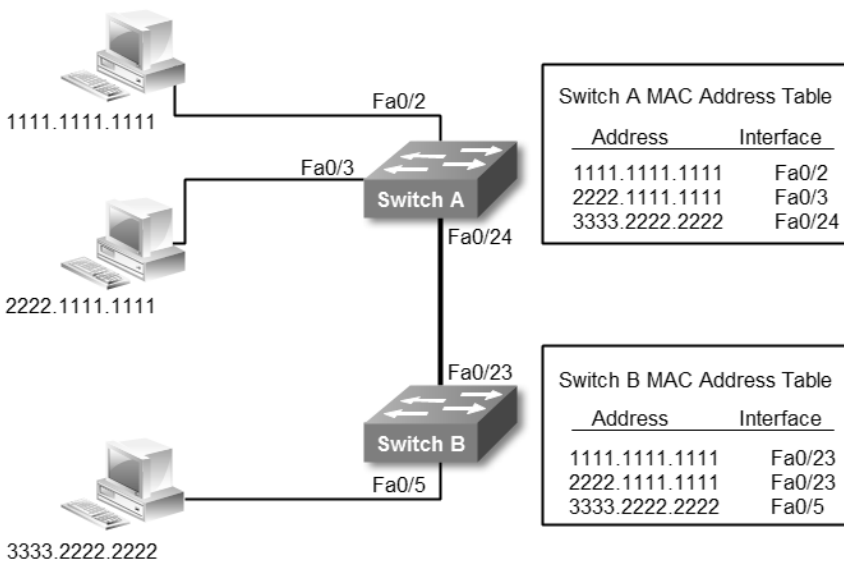 1111.1111.1111
Fa0/2
Fa0/3
Switch A
Fa0/24
2222.1111.1111
Fa0/23
Switch B
Fa0/5
3333.2222.2222
Switch A MAC Address Table
Address Interface
1111.1111.1111 Fa0/2
2222.1111.1111 Fa0/3
3333.2222.2222 Fa0/24
Switch B MAC Address Table
Address Interface
1111.1111.1111 Fa0/23
2222.1111.1111 Fa0/23
3333.2222.2222 Fa0/5